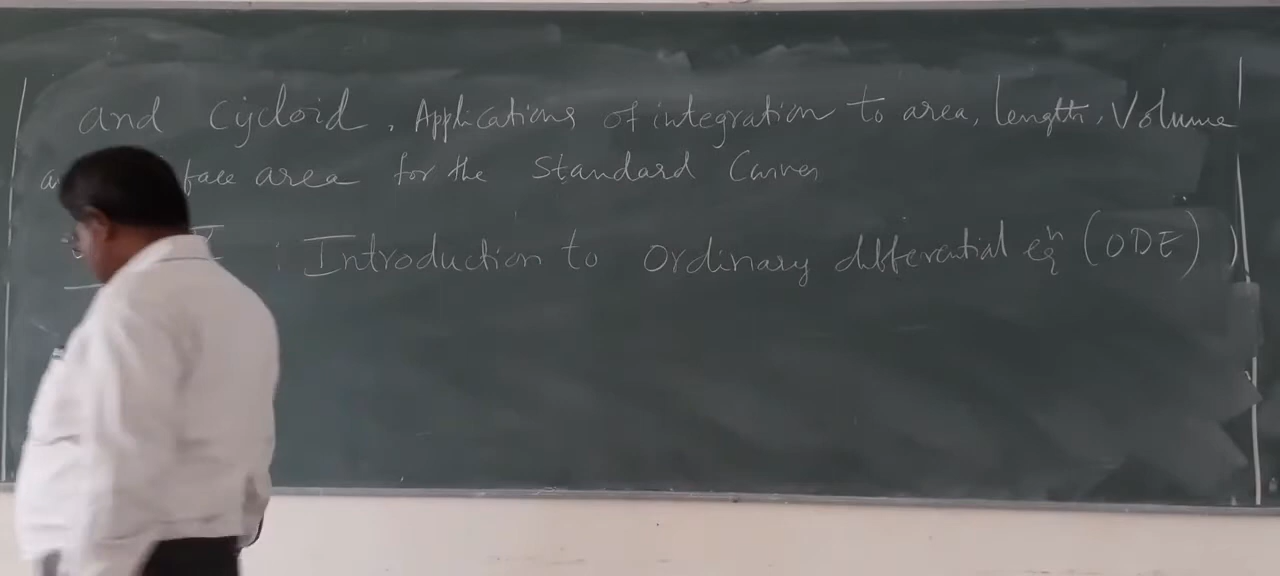 and Cycloid, Applications of integration to area, length, Volume
face area for the Standard Curves
I : Introduction to Ordinary differential eqn (ODE)